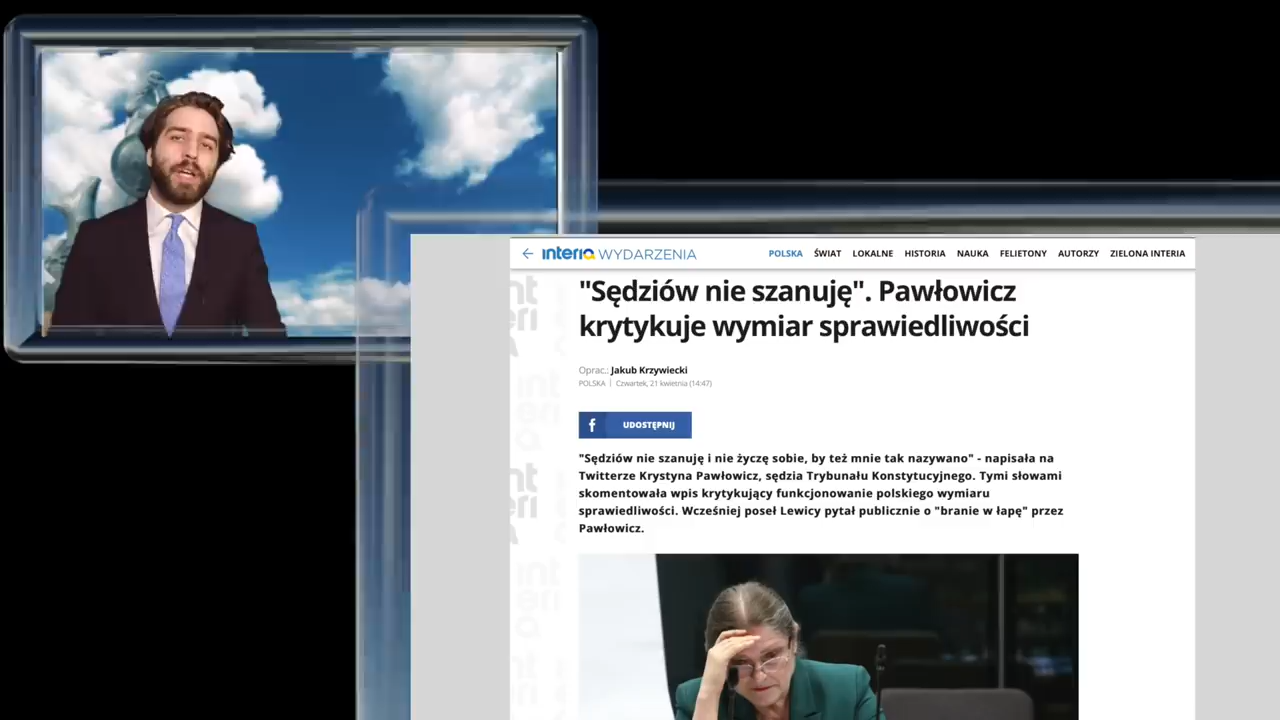 interia WYDARZENIA
POLSKA ŚWIAT LOKALNE HISTORIA NAUKA FELIETONY AUTORZY ZIELONA INTERIA
"Sędziów nie szanuję". Pawłowicz
krytykuje wymiar sprawiedliwości
Oprac.: Jakub Krzywiecki
POLSKA | Czwartek, 21 kwietnia (14:47)
f UDOSTĘPNIJ
"Sędziów nie szanuję i nie życzę sobie, by też mnie tak nazywano" - napisała na
Twitterze Krystyna Pawłowicz, sędzia Trybunału Konstytucyjnego. Tymi słowami
skomentowała wpis krytykujący funkcjonowanie polskiego wymiaru
sprawiedliwości. Wcześniej poseł Lewicy pytał publicznie o "branie w łapę" przez
Pawłowicz.